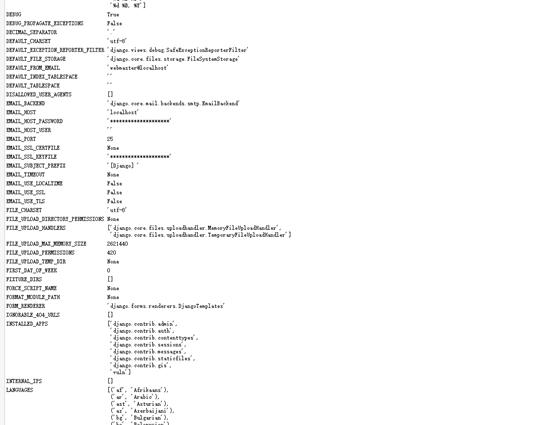 '%d %B, %Y']
DEBUG True
DEBUG_PROPAGATE_EXCEPTIONS False
DECIMAL_SEPARATOR '.'
DEFAULT_CHARSET 'utf-8'
DEFAULT_EXCEPTION_REPORTER_FILTER 'django.views.debug.SafeExceptionReporterFilter'
DEFAULT_FILE_STORAGE 'django.core.files.storage.FileSystemStorage'
DEFAULT_FROM_EMAIL 'webmaster@localhost'
DEFAULT_INDEX_TABLESPACE ''
DEFAULT_TABLESPACE ''
DISALLOWED_USER_AGENTS []
EMAIL_BACKEND 'django.core.mail.backends.smtp.EmailBackend'
EMAIL_HOST 'localhost'
EMAIL_HOST_PASSWORD '********************'
EMAIL_HOST_USER ''
EMAIL_PORT 25
EMAIL_SSL_CERTFILE None
EMAIL_SSL_KEYFILE '********************'
EMAIL_SUBJECT_PREFIX '[Django] '
EMAIL_TIMEOUT None
EMAIL_USE_LOCALTIME False
EMAIL_USE_SSL False
EMAIL_USE_TLS False
FILE_CHARSET 'utf-8'
FILE_UPLOAD_DIRECTORY_PERMISSIONS None
FILE_UPLOAD_HANDLERS ['django.core.files.uploadhandler.MemoryFileUploadHandler',
'django.core.files.uploadhandler.TemporaryFileUploadHandler']
FILE_UPLOAD_MAX_MEMORY_SIZE 2621440
FILE_UPLOAD_PERMISSIONS 420
FILE_UPLOAD_TEMP_DIR None
FIRST_DAY_OF_WEEK 0
FIXTURE_DIRS []
FORCE_SCRIPT_NAME None
FORMAT_MODULE_PATH None
FORM_RENDERER 'django.forms.renderers.DjangoTemplates'
IGNORABLE_404_URLS []
INSTALLED_APPS ['django.contrib.admin',
'django.contrib.auth',
'django.contrib.contenttypes',
'django.contrib.sessions',
'django.contrib.messages',
'django.contrib.staticfiles',
'django.contrib.gis',
'vuln']
INTERNAL_IPS []
LANGUAGES [('af', 'Afrikaans'),
('ar', 'Arabic'),
('ast', 'Asturian'),
('az', 'Azerbaijani'),
('bg', 'Bulgarian'),